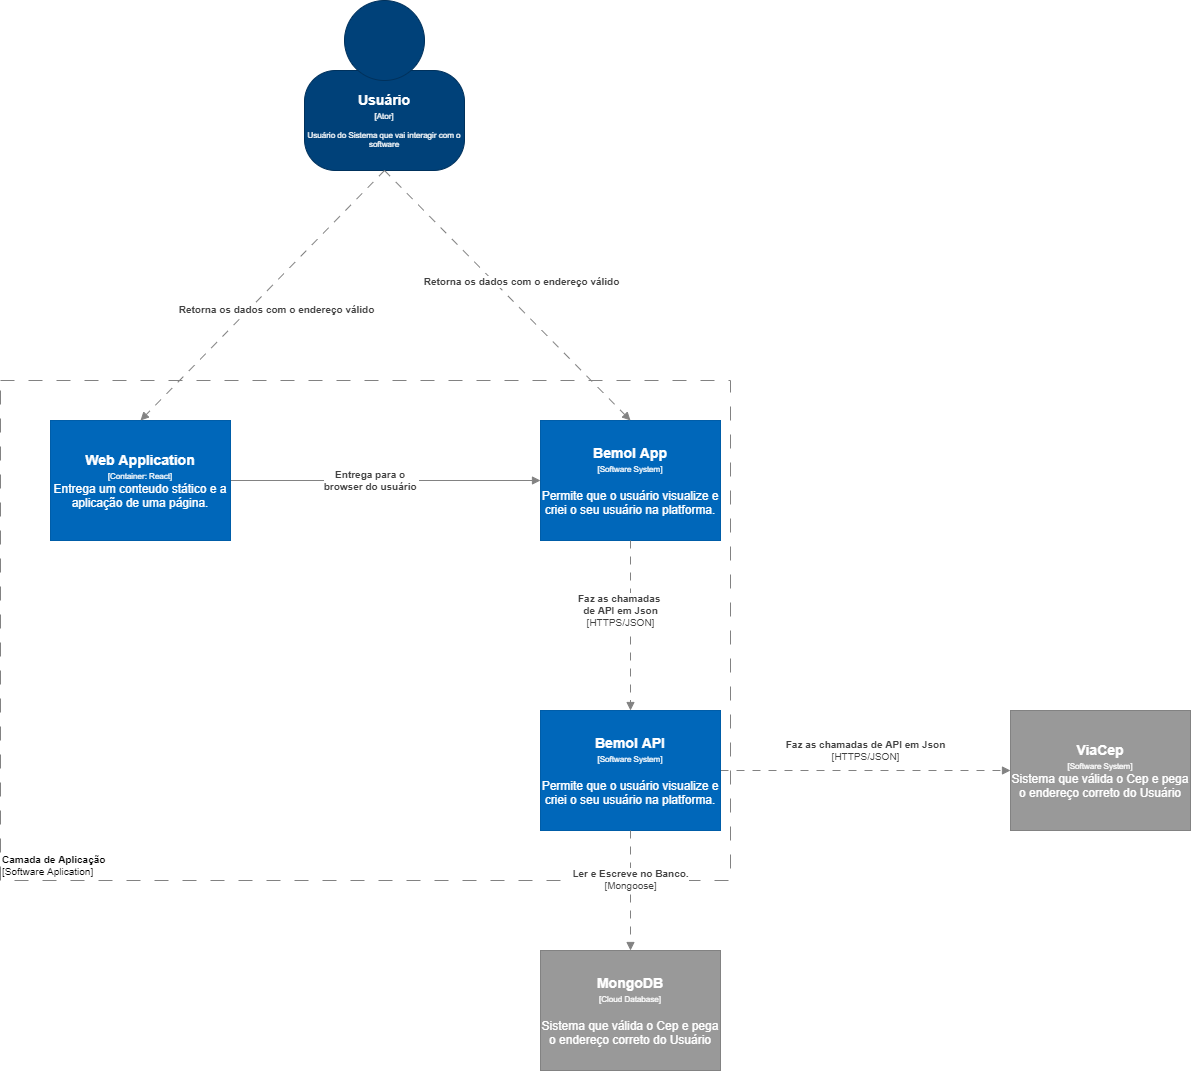 Usuário
[Ator]
Usuário do Sistema que vai interagir com o
software
Retorna os dados com o endereço válido
Retorna os dados com o endereço válido
Web Application
[Container: React]
Entrega um conteudo stático e a
aplicação de uma página.
Entrega para o
browser do usuário
Bemol App
[Software System]
Permite que o usuário visualize e
criei o seu usuário na platforma.
Faz as chamadas
de API em Json
[HTTPS/JSON]
Bemol API
[Software System]
Permite que o usuário visualize e
criei o seu usuário na platforma.
Faz as chamadas de API em Json
[HTTPS/JSON]
ViaCep
[Software System]
Sistema que válida o Cep e pega
o endereço correto do Usuário
Camada de Aplicação
[Software Aplication]
Ler e Escreve no Banco.
[Mongoose]
MongoDB
[Cloud Database]
Sistema que válida o Cep e pega
o endereço correto do Usuário